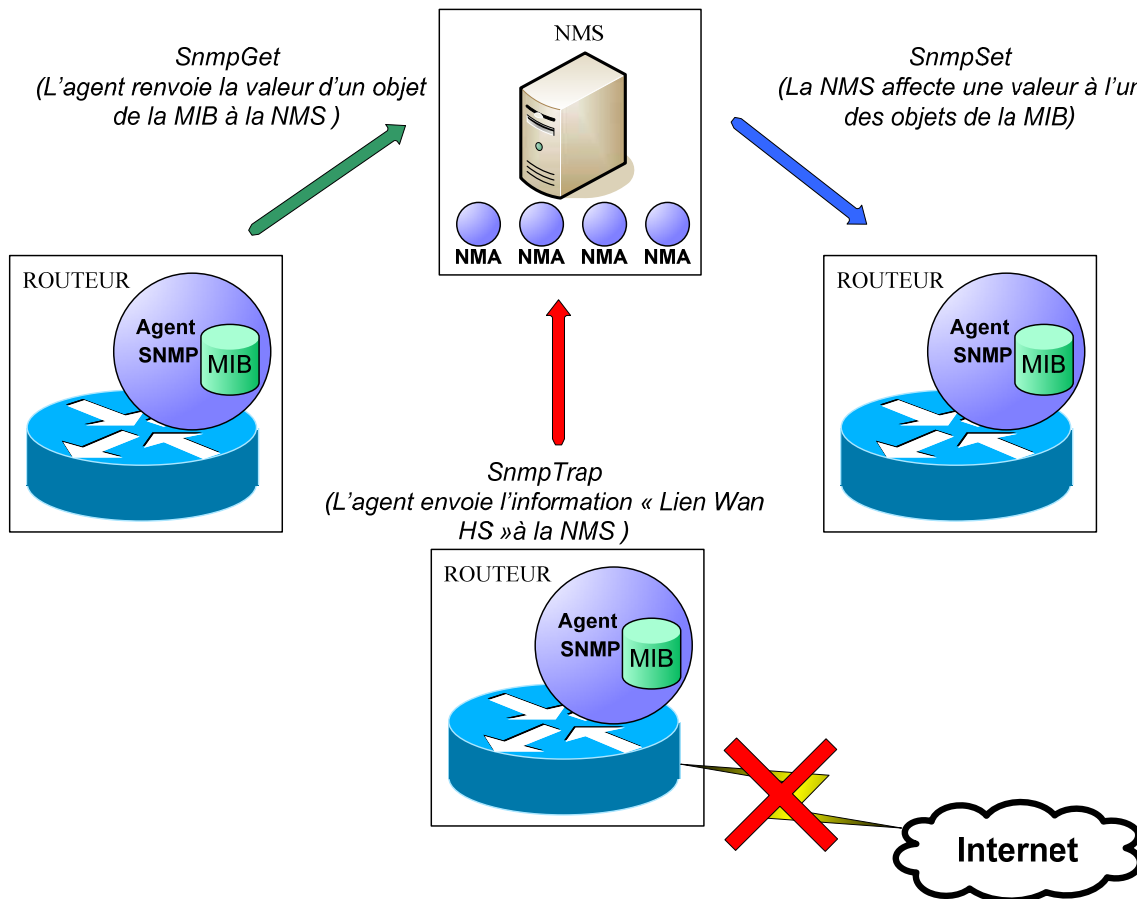 NMS
SnmpGet
(L'agent renvoie la valeur d'un objet
de la MIB à la NMS )
SnmpSet
(La NMS affecte une valeur à l'un
des objets de la MIB)
NMA NMA NMA NMA
ROUTEUR
Agent
SNMP
MIB
ROUTEUR
Agent
SNMP
MIB
SnmpTrap
(L'agent envoie l'information « Lien Wan
HS »à la NMS )
ROUTEUR
Agent
SNMP
MIB
Internet